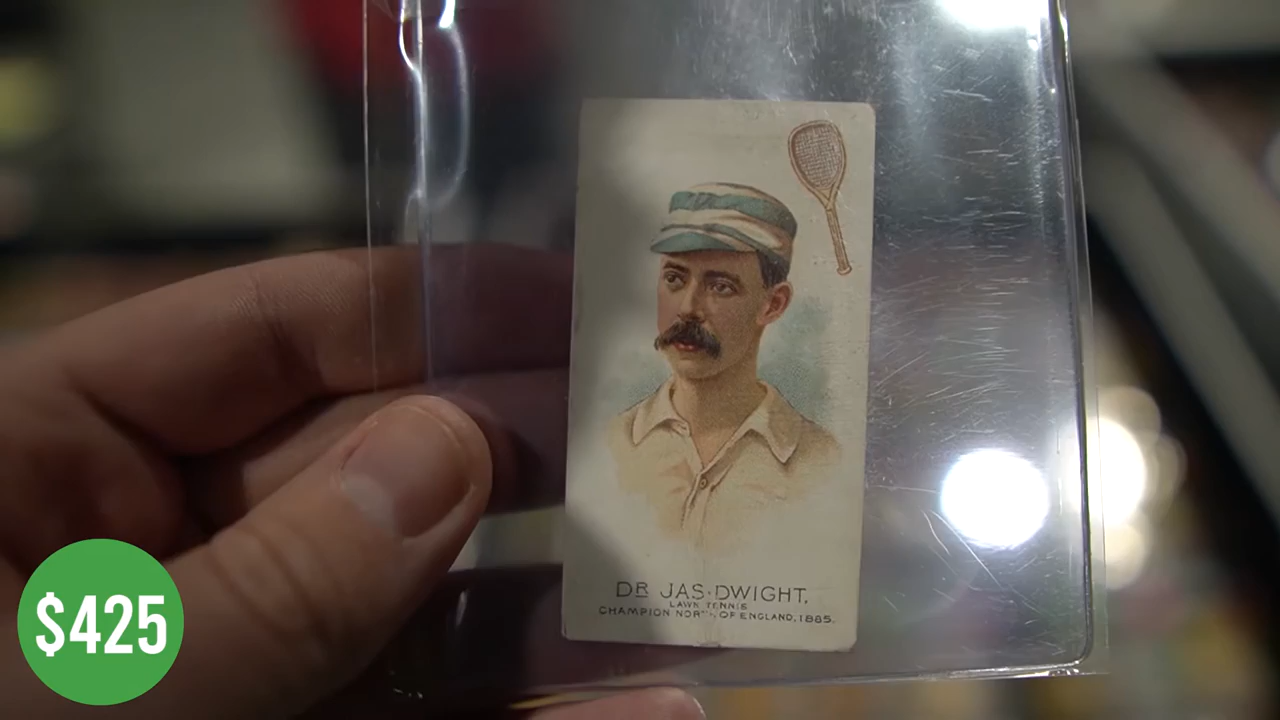 DR JAS. DWIGHT,
LAWN TENNIS
CHAMPION NORTH OF ENGLAND, 1885.
$425